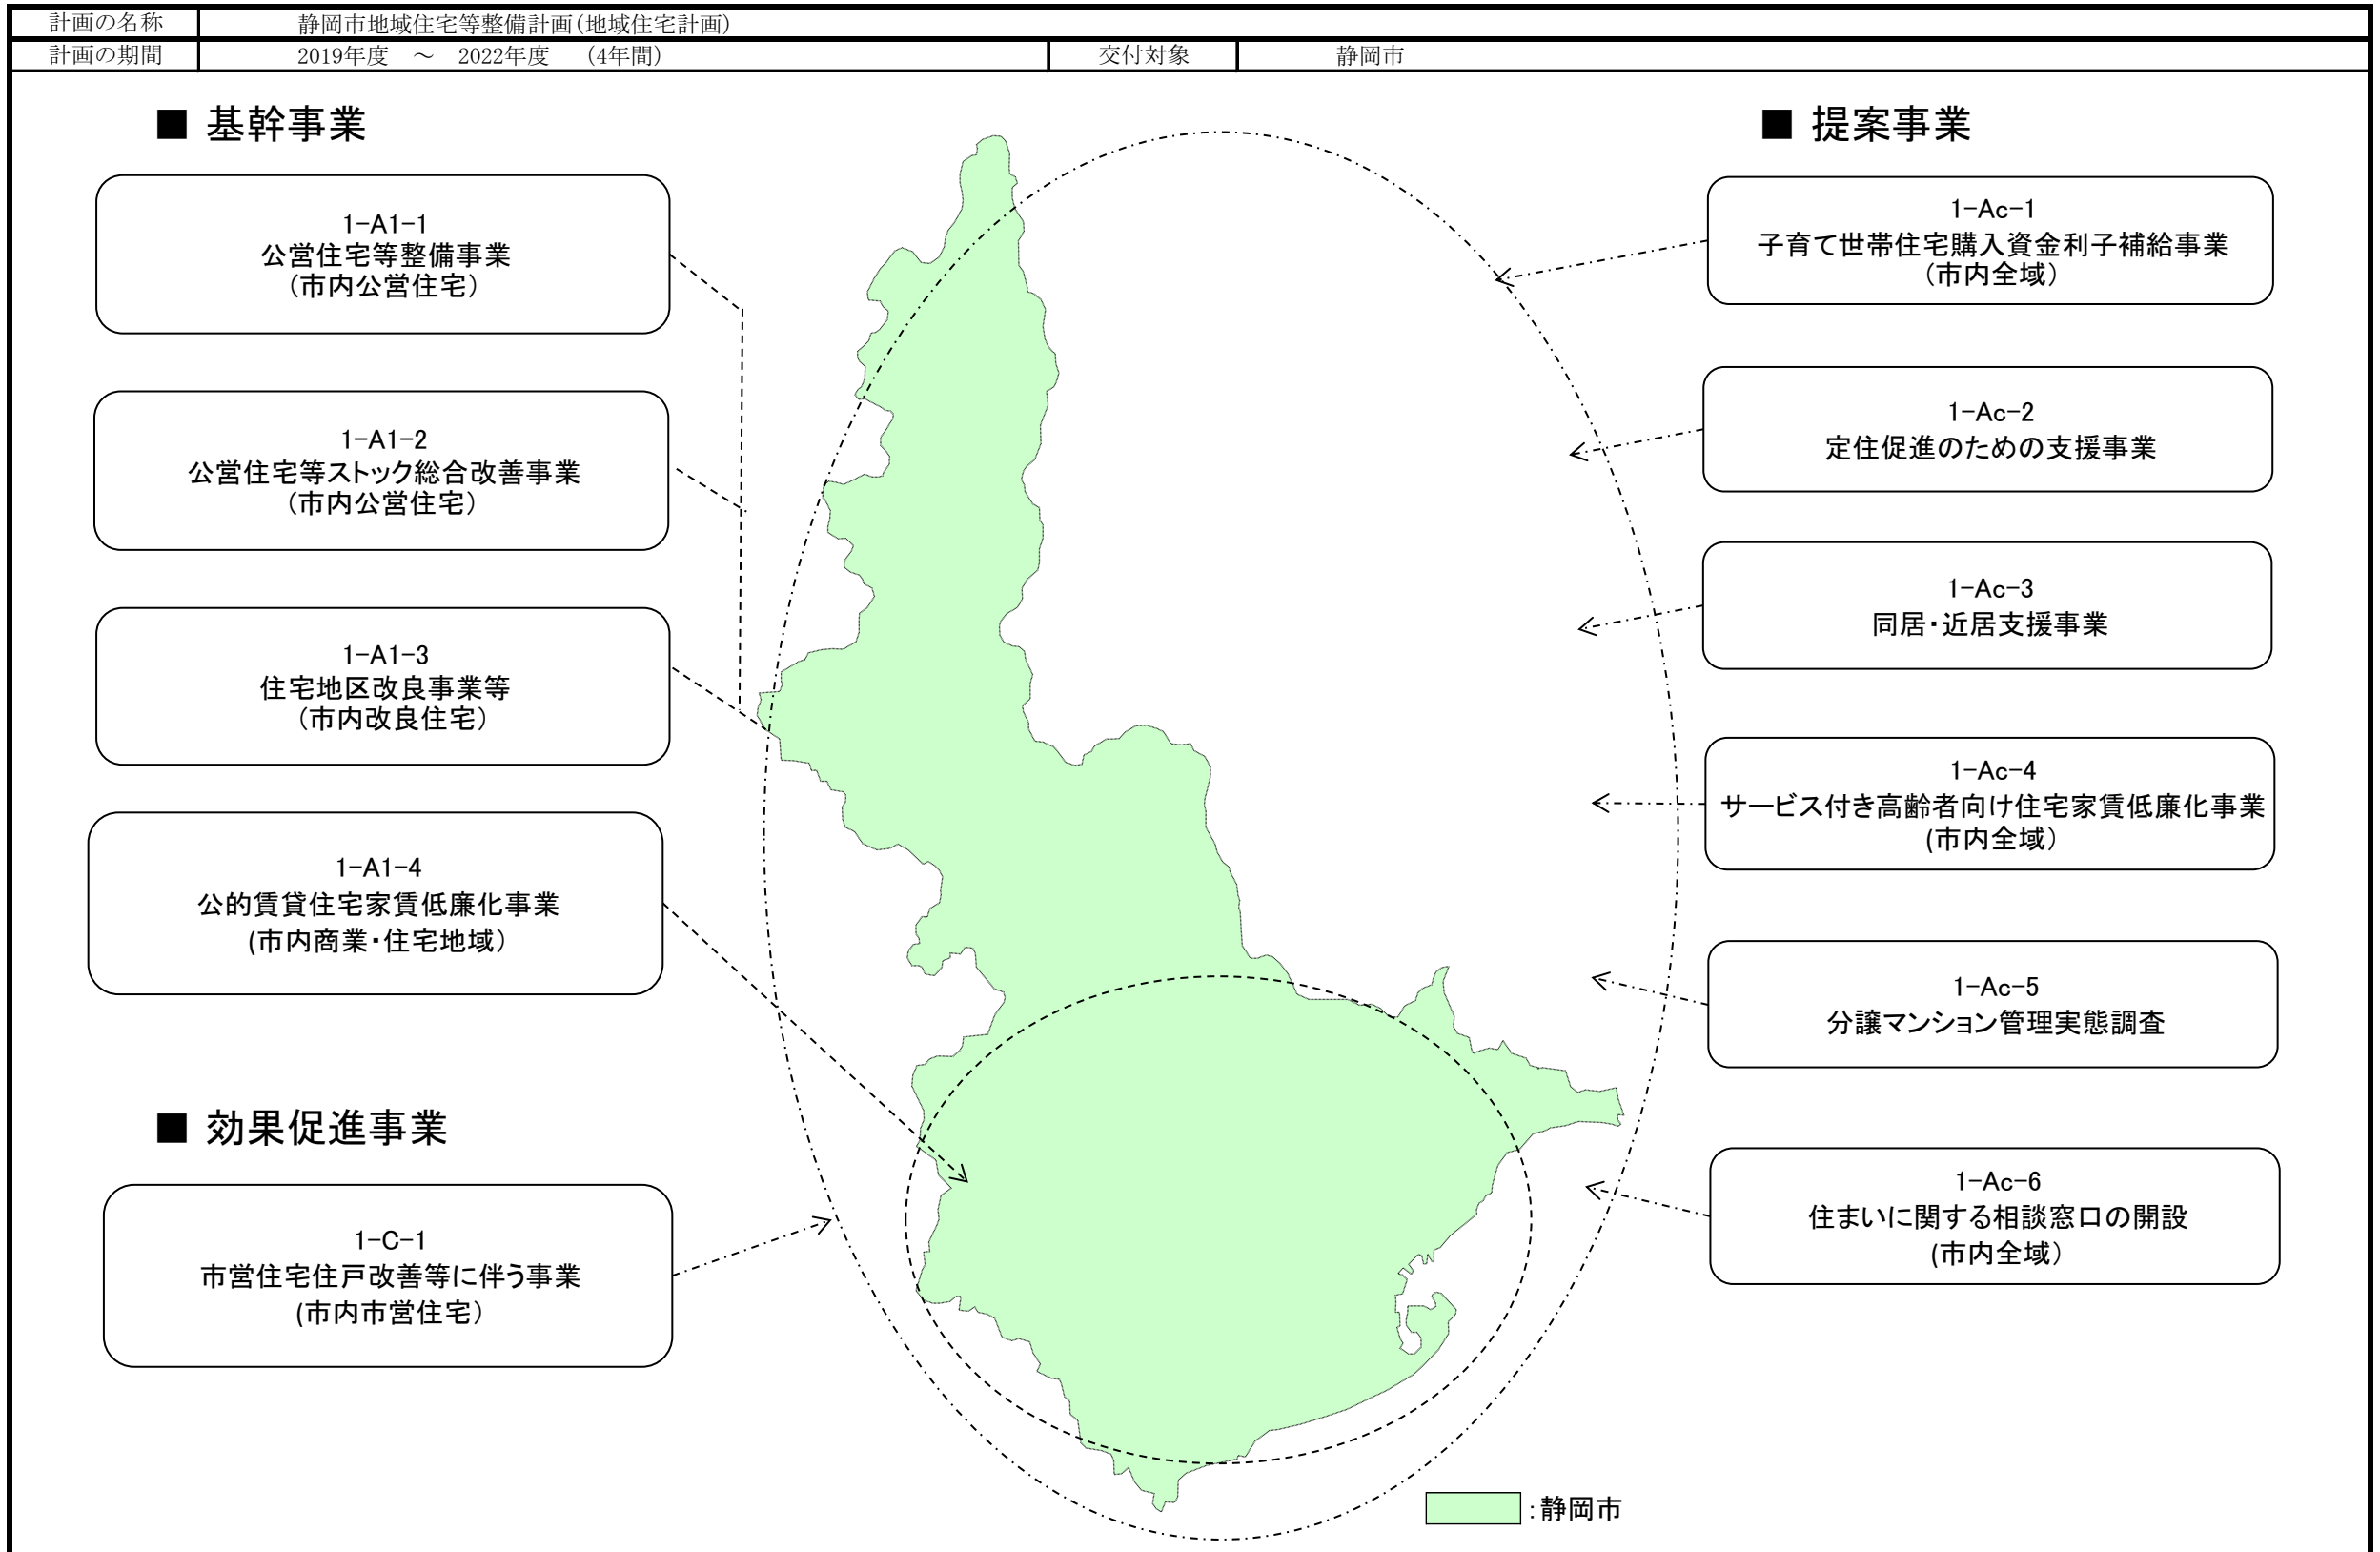 計画の名称 静岡市地域住宅等整備計画(地域住宅計画)
計画の期間 2019年度 ～ 2022年度 (4年間) 交付対象 静岡市
■ 基幹事業
1-A1-1
公営住宅等整備事業
(市内公営住宅)
1-A1-2
公営住宅等ストック総合改善事業
(市内公営住宅)
1-A1-3
住宅地区改良事業等
(市内改良住宅)
1-A1-4
公的賃貸住宅家賃低廉化事業
(市内商業・住宅地域)
■ 効果促進事業
1-C-1
市営住宅住戸改善等に伴う事業
(市内市営住宅)
■ 提案事業
1-Ac-1
子育て世帯住宅購入資金利子補給事業
(市内全域)
1-Ac-2
定住促進のための支援事業
1-Ac-3
同居・近居支援事業
1-Ac-4
サービス付き高齢者向け住宅家賃低廉化事業
(市内全域)
1-Ac-5
分譲マンション管理実態調査
1-Ac-6
住まいに関する相談窓口の開設
(市内全域)
:静岡市